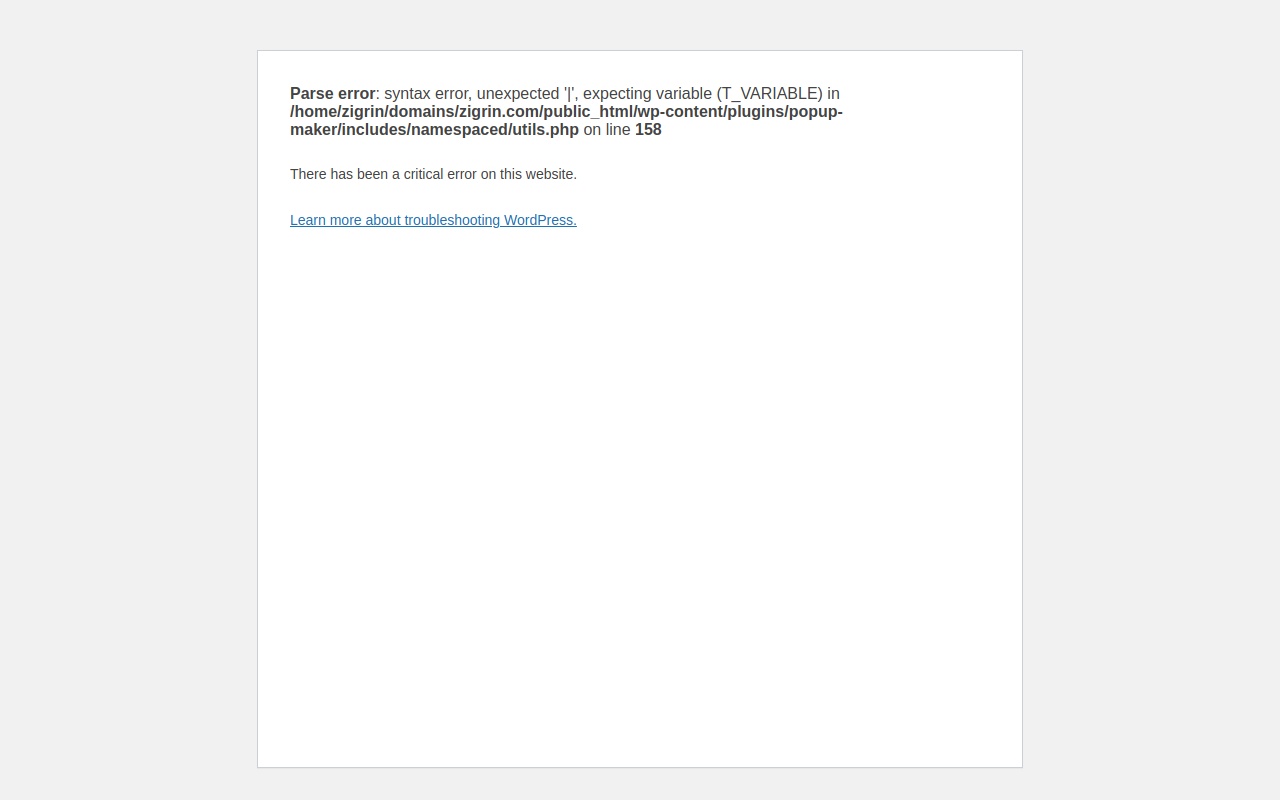 Parse error: syntax error, unexpected '|', expecting variable (T_VARIABLE) in
/home/zigrin/domains/zigrin.com/public_html/wp-content/plugins/popup-
maker/includes/namespaced/utils.php on line 158
There has been a critical error on this website.
Learn more about troubleshooting WordPress.